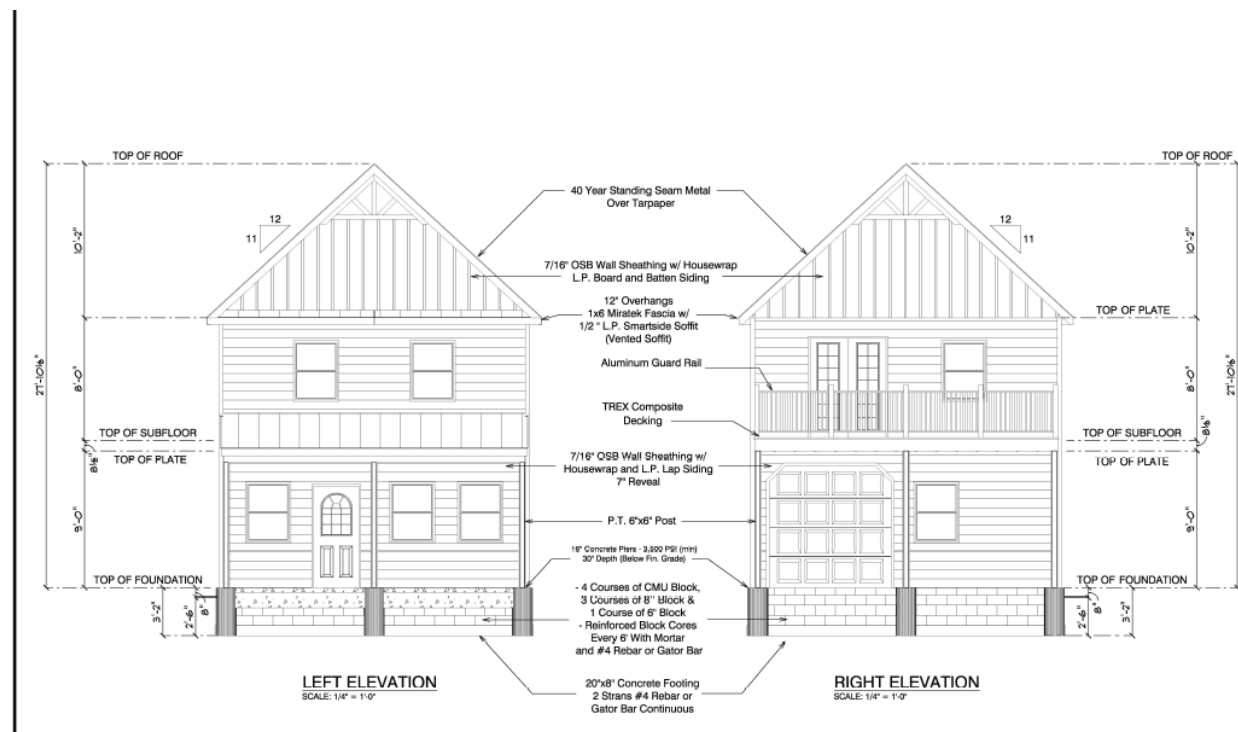 TOP OF ROOF
TOP OF ROOF
40 Year Standing Seam Metal
Over Tarpaper
12
11
12
11
10'-2"
10'-2"
7/16" OSB Wall Sheathing w/ Housewrap
L.P. Board and Batten Siding
12" Overhangs
1x6 Miratek Fascia w/
1/2 " L.P. Smartside Soffit
(Vented Soffit)
TOP OF PLATE
Aluminum Guard Rail
27'-10⅛"
8'-0"
8'-0"
27'-10⅛"
TREX Composite
Decking
TOP OF SUBFLOOR
TOP OF SUBFLOOR
8⅛"
8⅛"
TOP OF PLATE
TOP OF PLATE
7/16" OSB Wall Sheathing w/
Housewrap and L.P. Lap Siding
7" Reveal
9'-0"
9'-0"
P.T. 6"x6" Post
16" Concrete Piers - 3,500 PSI (min)
30" Depth (Below Fin. Grade)
TOP OF FOUNDATION
TOP OF FOUNDATION
- 4 Courses of CMU Block,
3 Courses of 8" Block &
1 Course of 6" Block
- Reinforced Block Cores
Every 6' With Mortar
and #4 Rebar or Gator Bar
3'-2"
2'-6"
8"
8"
2'-6"
3'-2"
20"x8" Concrete Footing
2 Strans #4 Rebar or
Gator Bar Continuous
LEFT ELEVATION
SCALE: 1/4" = 1'-0"
RIGHT ELEVATION
SCALE: 1/4" = 1'-0"